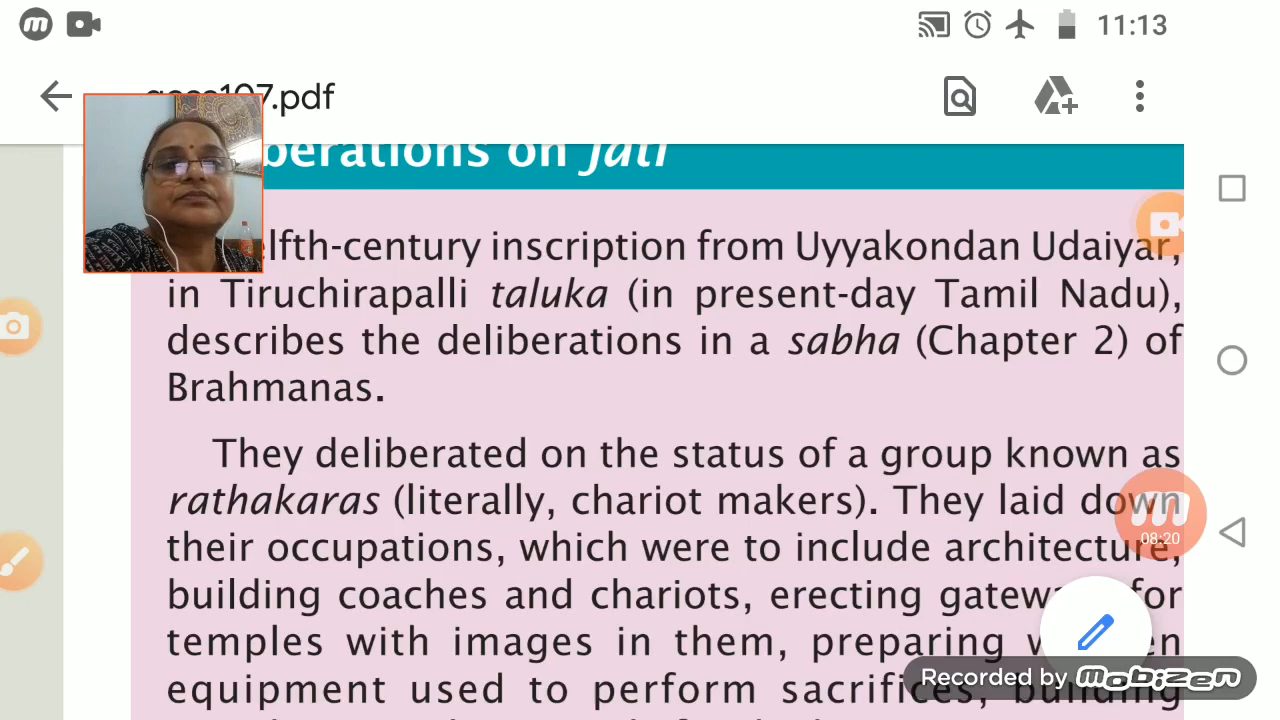 11:13
.pdf
berations on Jati
elfth-century inscription from Uyyakondan Udaiyar,
in Tiruchirapalli taluka (in present-day Tamil Nadu),
describes the deliberations in a sabha (Chapter 2) of
Brahmanas.
They deliberated on the status of a group known as
rathakaras (literally, chariot makers). They laid down
their occupations, which were to include architecture,
building coaches and chariots, erecting gatew for
temples with images in them, preparing w en
equipment used to perform sacrifices, building
08:20
Recorded by mobizen